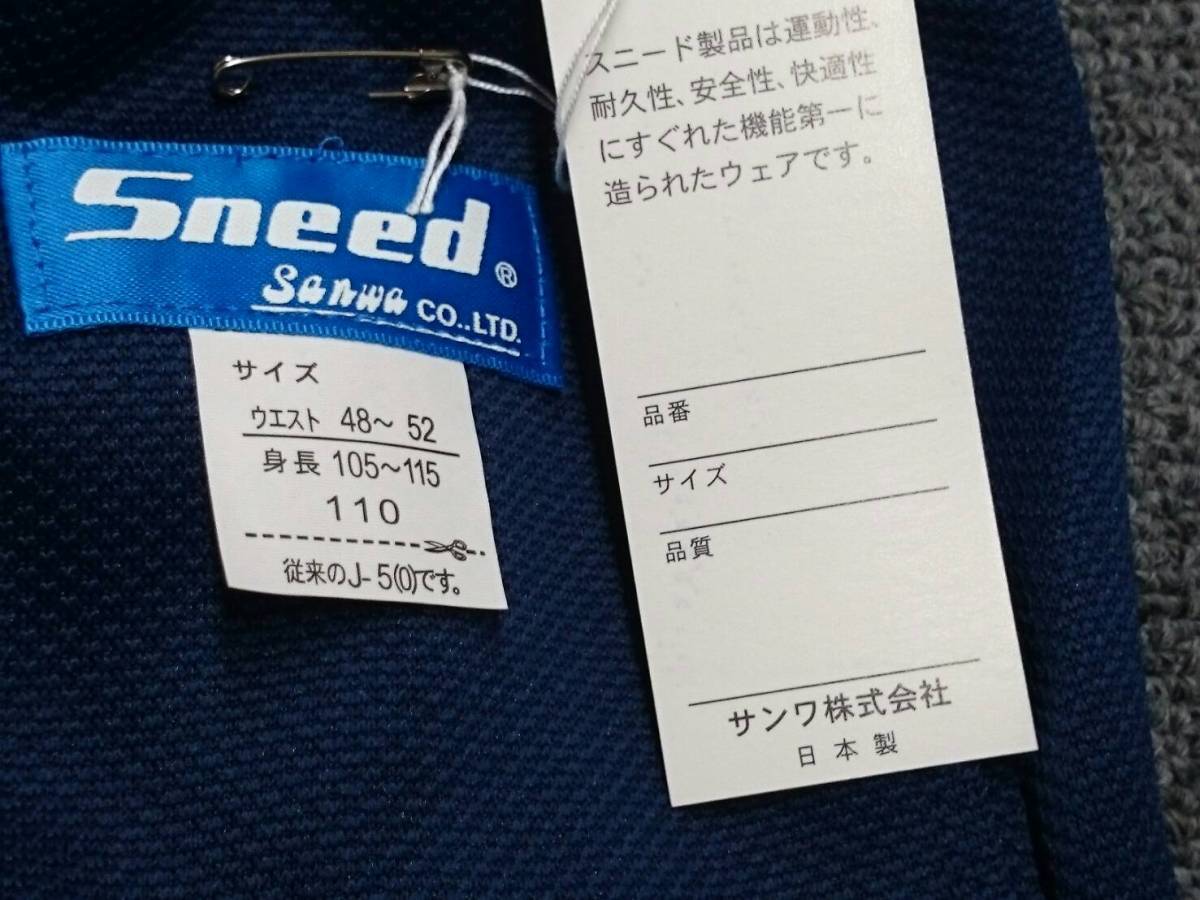 Sneed®
Sanwa CO.,LTD.
サイズ
ウエスト 48〜52
身長 105〜115
110
従来のJ-5(0)です。
スニード製品は運動性、
耐久性、安全性、快適性
にすぐれた機能第一に
造られたウェアです。
品番
サイズ
品質
サンワ株式会社
日本製